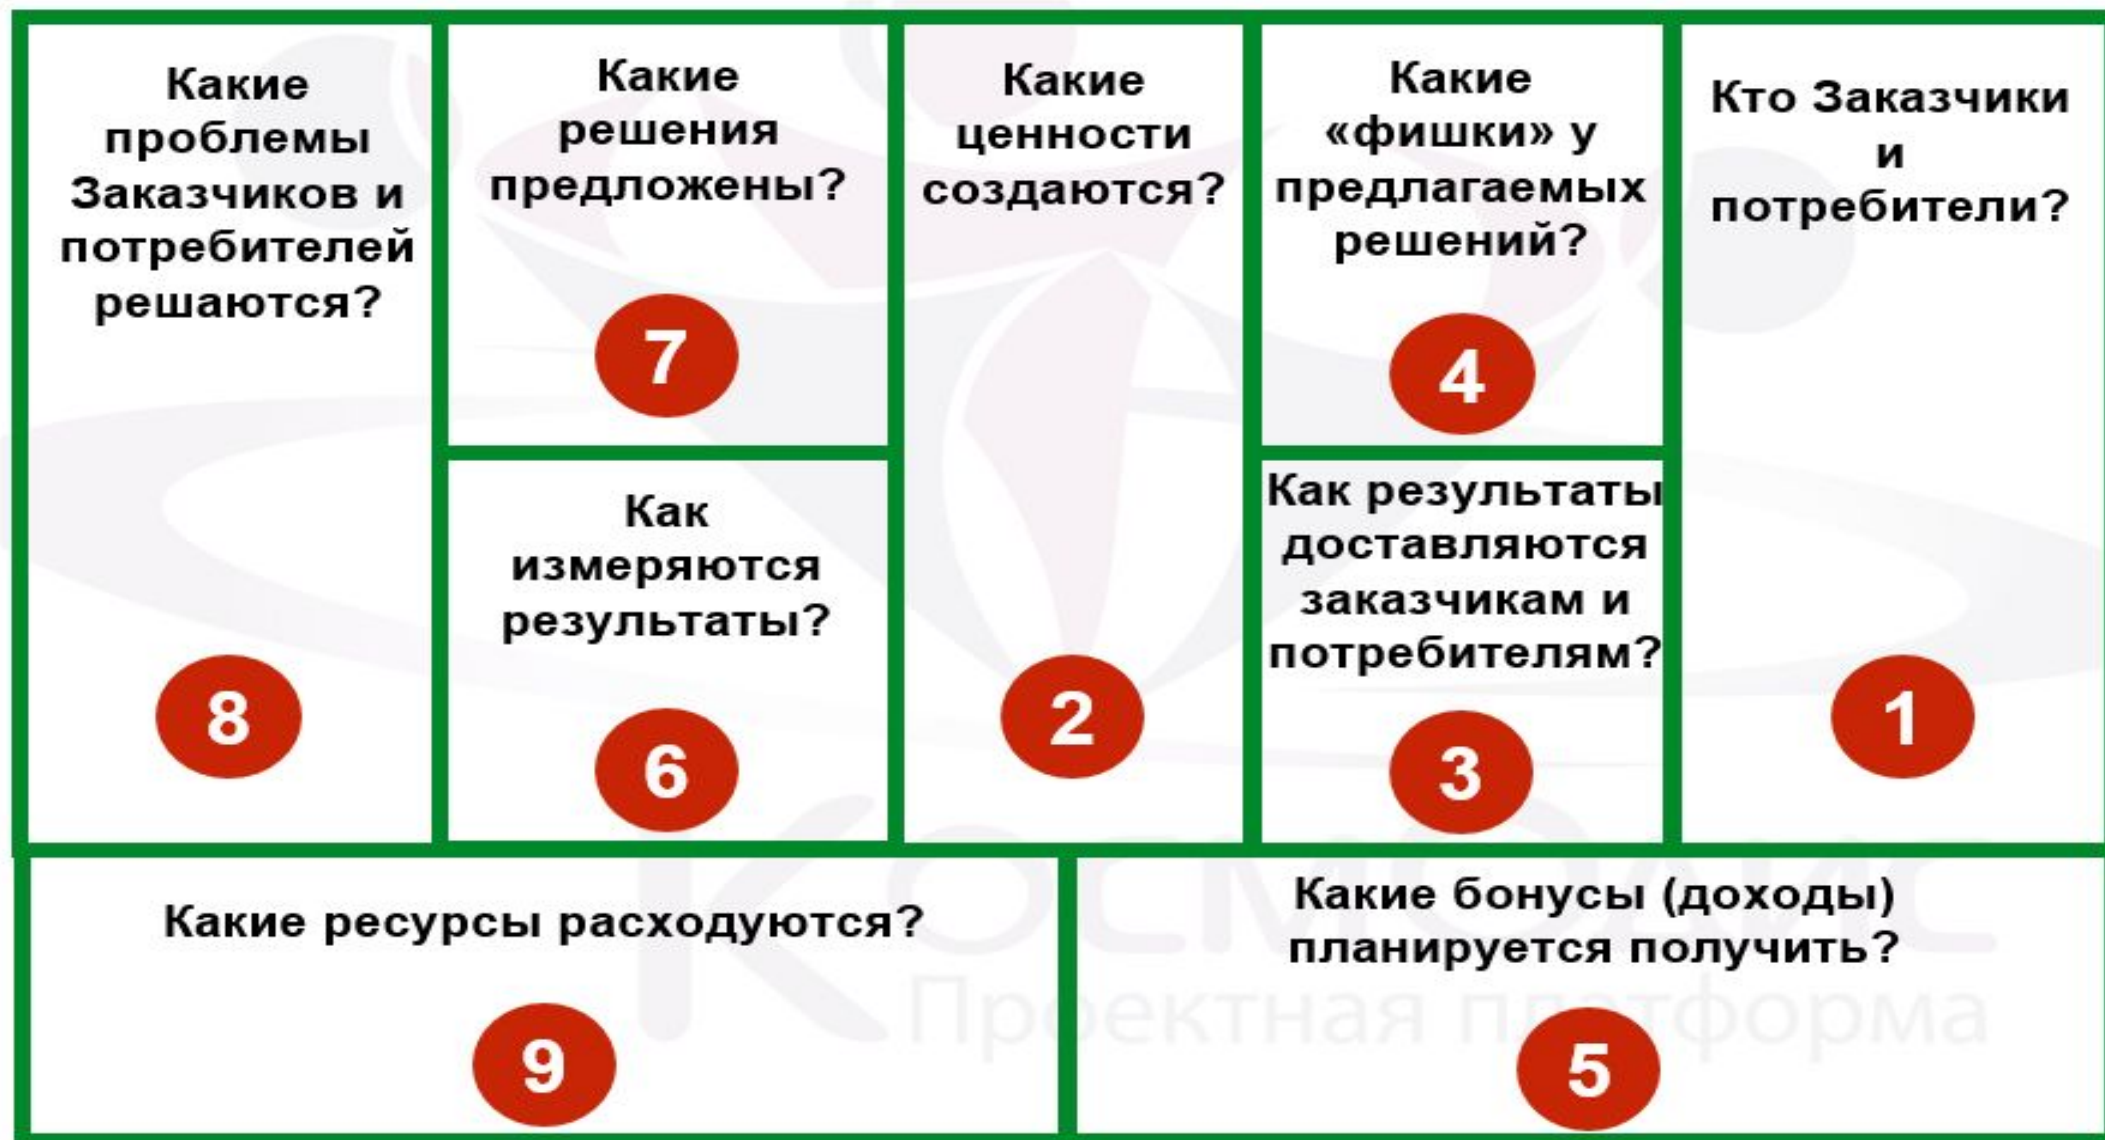 Какие
проблемы
Заказчиков и
потребителей
решаются?
8
Какие
решения
предложены?
7
Как
измеряются
результаты?
6
Какие
ценности
создаются?
2
Какие
«фишки» у
предлагаемых
решений?
4
Как результаты
доставляются
заказчикам и
потребителям?
3
Кто Заказчики
и
потребители?
1
Какие ресурсы расходуются?
9
Какие бонусы (доходы)
планируется получить?
5
Космодис
Проектная платформа